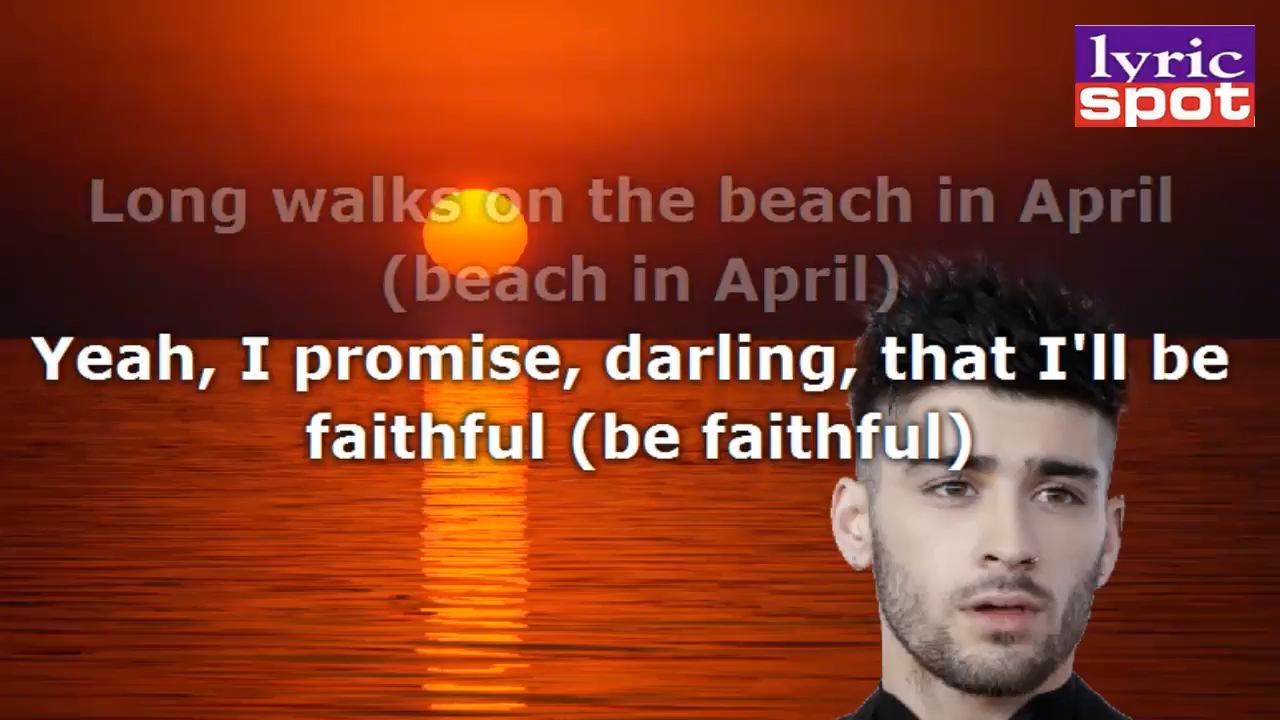 lyric
spot
Long walks on the beach in April
(beach in April)
Yeah, I promise, darling, that I'll be
faithful (be faithful)